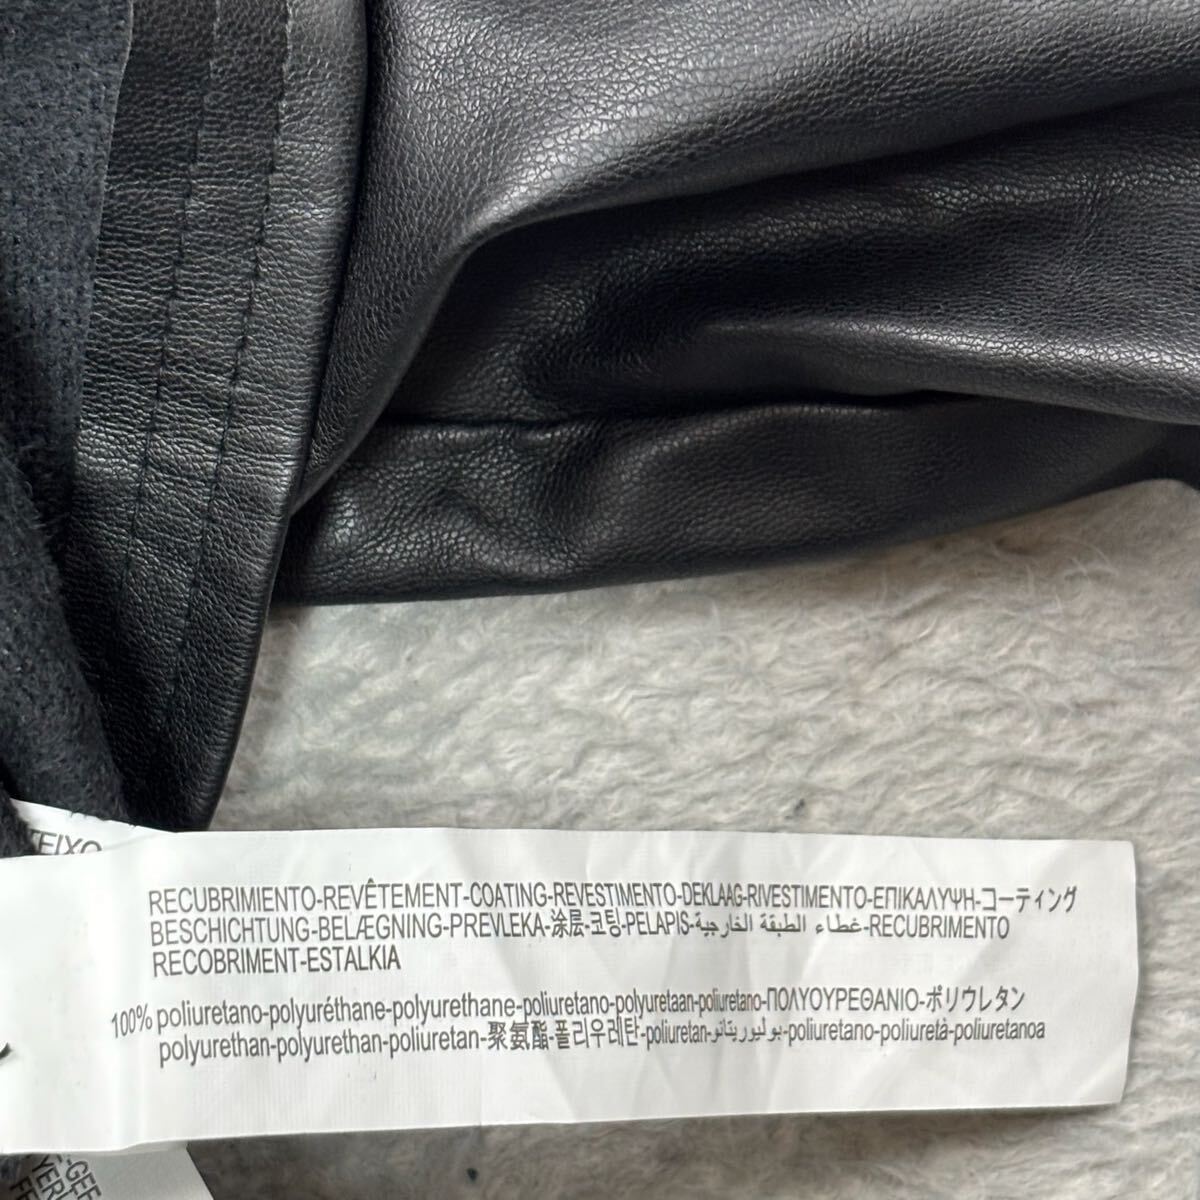 TEIXO
RECUBRIMIENTO-REVÊTEMENT-COATING-REVESTIMENTO-DEKLAAG-RIVESTIMENTO-ΕΠΙΚΑΛΥΨΗ-コーティング
BESCHICHTUNG-BELÆGNING-PREVLEKA-涂层-코팅-PELAPIS-غطاء الطبقة الخارجية-RECUBRIMENTO
RECOBRIMENT-ESTALKIA
100% poliuretano-polyuréthane-polyurethane-poliuretano-polyuretaan-poliuretano-ΠΟΛΥΟΥΡΕΘΑΝΙΟ-ポリウレタン
polyurethan-polyurethan-poliuretan-聚氨酯-폴리우레탄-poliuretan-بوليوريتانو-poliuretano-poliuretà-poliuretanoa